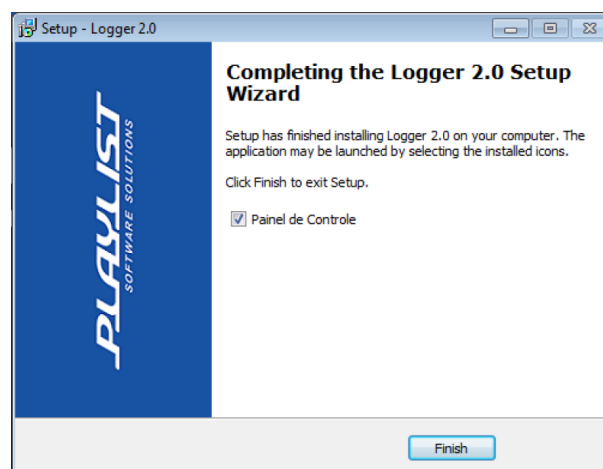 Setup - Logger 2.0
PLAYLIST
SOFTWARE SOLUTIONS
Completing the Logger 2.0 Setup
Wizard
Setup has finished installing Logger 2.0 on your computer. The
application may be launched by selecting the installed icons.
Click Finish to exit Setup.
Painel de Controle
Finish